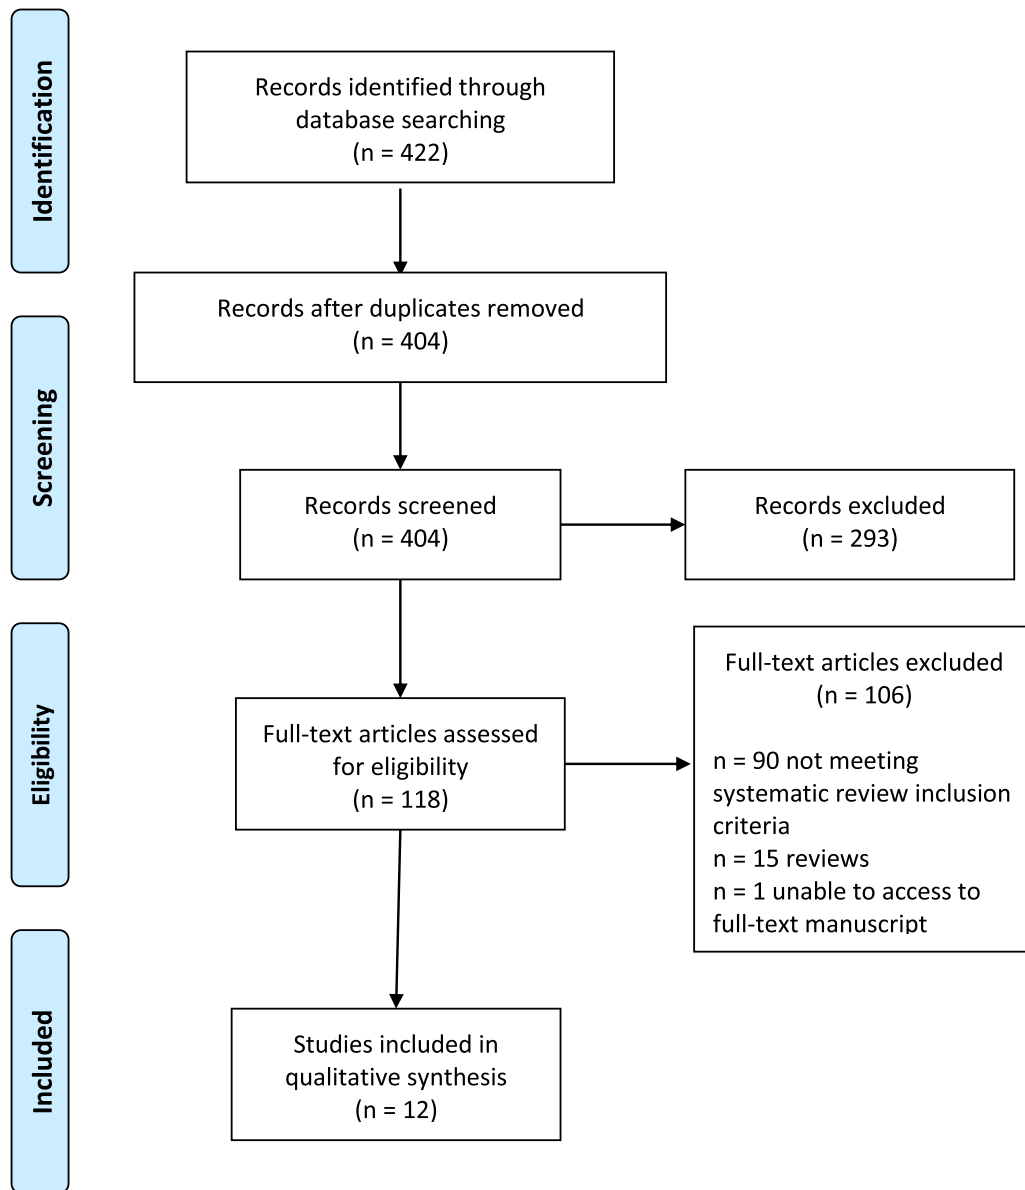 Identification
Records identified through
database searching
(n = 422)
Records after duplicates removed
(n = 404)
Screening
Records screened
(n = 404)
Records excluded
(n = 293)
Eligibility
Full-text articles assessed
for eligibility
(n = 118)
Full-text articles excluded
(n = 106)
n = 90 not meeting
systematic review inclusion
criteria
n = 15 reviews
n = 1 unable to access to
full-text manuscript
Included
Studies included in
qualitative synthesis
(n = 12)